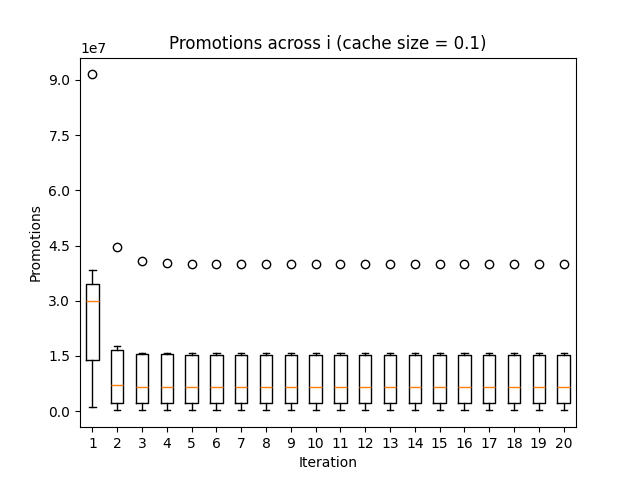 Promotions across i (cache size = 0.1)
1e7
9.0
7.5
6.0
4.5
3.0
1.5
0.0
Promotions
1 2 3 4 5 6 7 8 9 10 11 12 13 14 15 16 17 18 19 20
Iteration